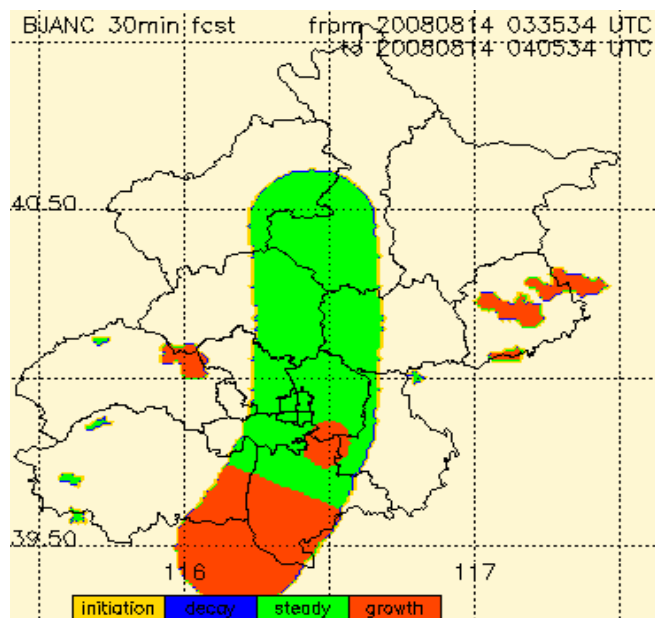 BJANC 30min fcst from 20080814 033534 UTC
to 20080814 040534 UTC
40.50
39.50
116 117
initiation decay steady growth